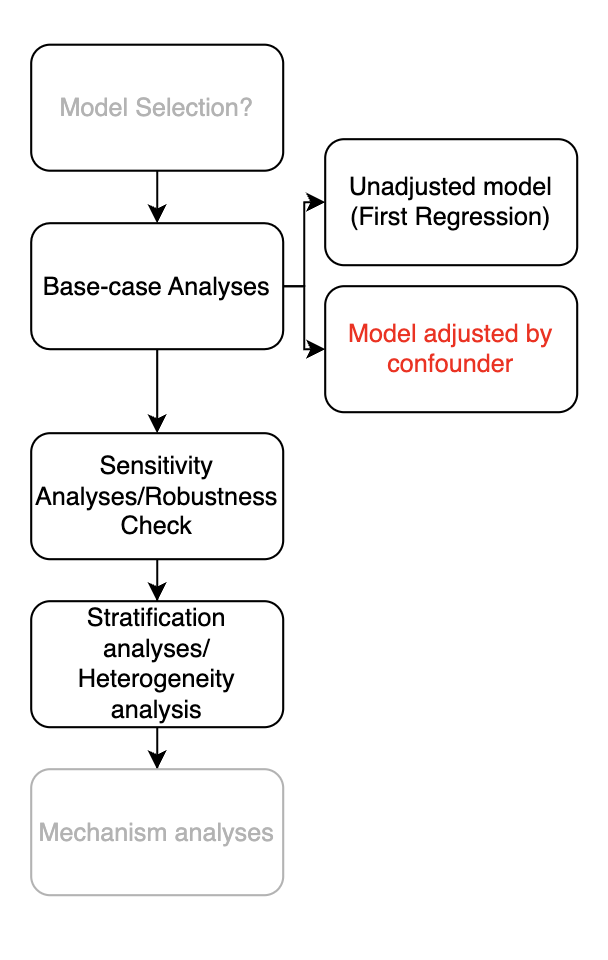 Model Selection?
Unadjusted model
(First Regression)
Base-case Analyses
Model adjusted by
confounder
Sensitivity
Analyses/Robustness
Check
Stratification
analyses/
Heterogeneity
analysis
Mechanism analyses